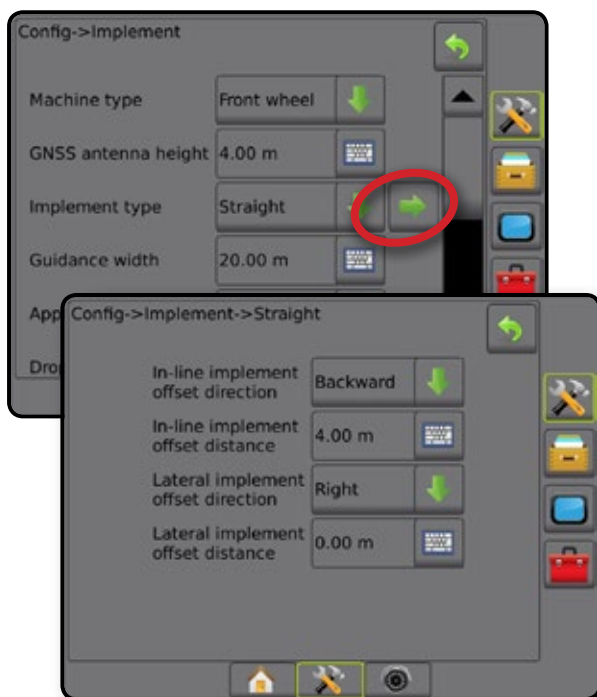 Config->Implement
Machine type Front wheel
GNSS antenna height 4.00 m
Implement type Straight
Guidance width 20.00 m
App
Dro
Config->Implement->Straight
In-line implement
offset direction
Backward
In-line implement
offset distance
4.00 m
Lateral implement
offset direction
Right
Lateral implement
offset distance
0.00 m